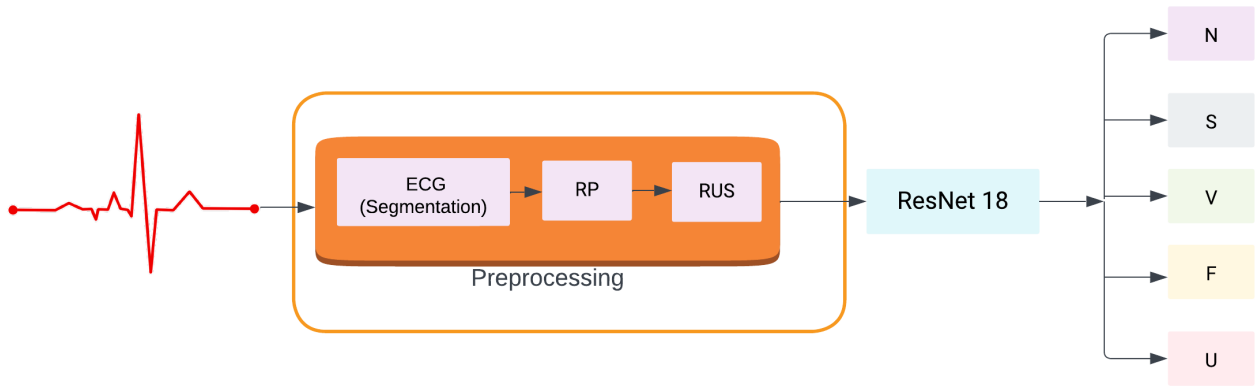 ECG
(Segmentation)
RP
RUS
Preprocessing
ResNet 18
N
S
V
F
U